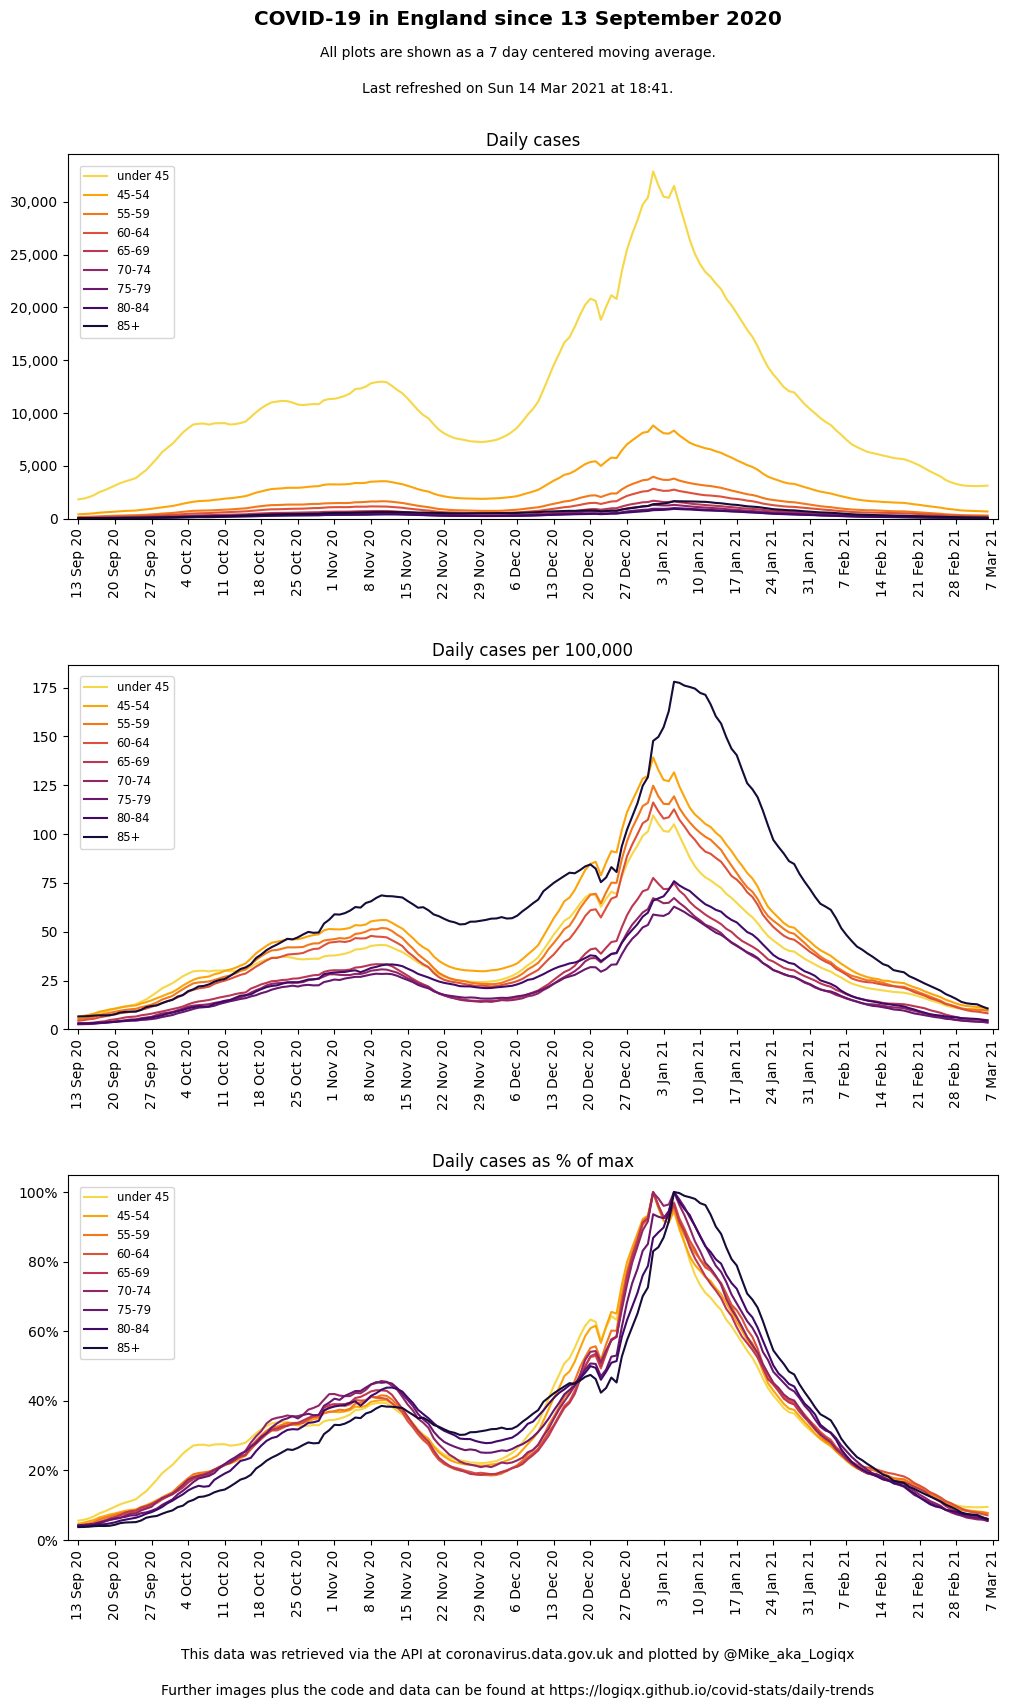 COVID-19 in England since 13 September 2020
All plots are shown as a 7 day centered moving average.
Last refreshed on Sun 14 Mar 2021 at 18:41.
Daily cases
under 45
45-54
55-59
60-64
65-69
70-74
75-79
80-84
85+
30,000
25,000
20,000
15,000
10,000
5,000
0
13 Sep 20
20 Sep 20
27 Sep 20
4 Oct 20
11 Oct 20
18 Oct 20
25 Oct 20
1 Nov 20
8 Nov 20
15 Nov 20
22 Nov 20
29 Nov 20
6 Dec 20
13 Dec 20
20 Dec 20
27 Dec 20
3 Jan 21
10 Jan 21
17 Jan 21
24 Jan 21
31 Jan 21
7 Feb 21
14 Feb 21
21 Feb 21
28 Feb 21
7 Mar 21
Daily cases per 100,000
under 45
45-54
55-59
60-64
65-69
70-74
75-79
80-84
85+
175
150
125
100
75
50
25
0
13 Sep 20
20 Sep 20
27 Sep 20
4 Oct 20
11 Oct 20
18 Oct 20
25 Oct 20
1 Nov 20
8 Nov 20
15 Nov 20
22 Nov 20
29 Nov 20
6 Dec 20
13 Dec 20
20 Dec 20
27 Dec 20
3 Jan 21
10 Jan 21
17 Jan 21
24 Jan 21
31 Jan 21
7 Feb 21
14 Feb 21
21 Feb 21
28 Feb 21
7 Mar 21
Daily cases as % of max
under 45
45-54
55-59
60-64
65-69
70-74
75-79
80-84
85+
100%
80%
60%
40%
20%
0%
13 Sep 20
20 Sep 20
27 Sep 20
4 Oct 20
11 Oct 20
18 Oct 20
25 Oct 20
1 Nov 20
8 Nov 20
15 Nov 20
22 Nov 20
29 Nov 20
6 Dec 20
13 Dec 20
20 Dec 20
27 Dec 20
3 Jan 21
10 Jan 21
17 Jan 21
24 Jan 21
31 Jan 21
7 Feb 21
14 Feb 21
21 Feb 21
28 Feb 21
7 Mar 21
This data was retrieved via the API at coronavirus.data.gov.uk and plotted by @Mike_aka_Logiqx
Further images plus the code and data can be found at https://logiqx.github.io/covid-stats/daily-trends